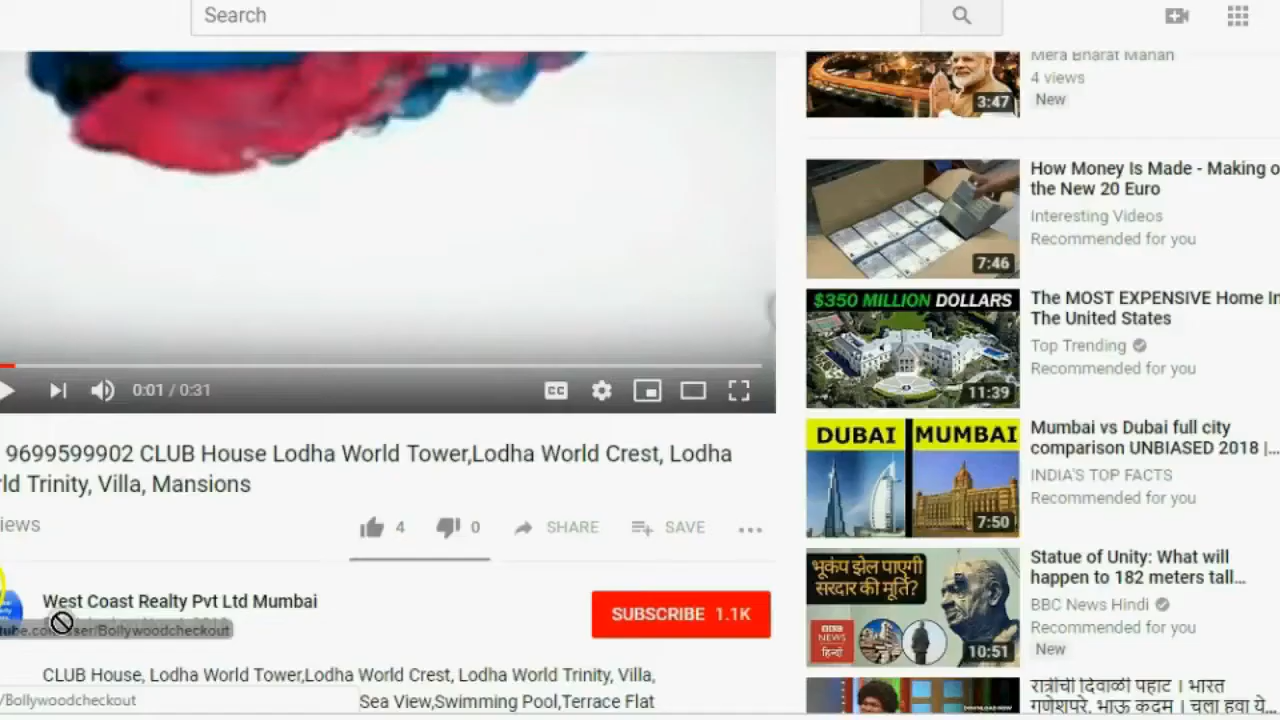 Search
Mera Bharat Mahan
4 views
New
3:47
How Money Is Made - Making o
the New 20 Euro
Interesting Videos
Recommended for you
7:46
$350 MILLION DOLLARS
The MOST EXPENSIVE Home In
The United States
Top Trending
Recommended for you
11:39
DUBAI MUMBAI
Mumbai vs Dubai full city
comparison UNBIASED 2018 |...
INDIA'S TOP FACTS
Recommended for you
7:50
भूकंप झेल पाएगी
सरदार की मूर्ति?
BBC
NEWS
हिन्दी
Statue of Unity: What will
happen to 182 meters tall...
BBC News Hindi
Recommended for you
New
10:51
रात्रीची दिवाळी पहाट । भारत
गणेशपुरे, भाऊ कदम । चला हवा ये...
DOWNLOAD NOW
0:01 / 0:31
CC
9699599902 CLUB House Lodha World Tower,Lodha World Crest, Lodha
ld Trinity, Villa, Mansions
iews
4
0
SHARE
SAVE
West Coast Realty Pvt Ltd Mumbai
SUBSCRIBE 1.1K
tube.com/user/Bollywoodcheckout
CLUB House, Lodha World Tower,Lodha World Crest, Lodha World Trinity, Villa,
/Bollywoodcheckout
Sea View,Swimming Pool,Terrace Flat